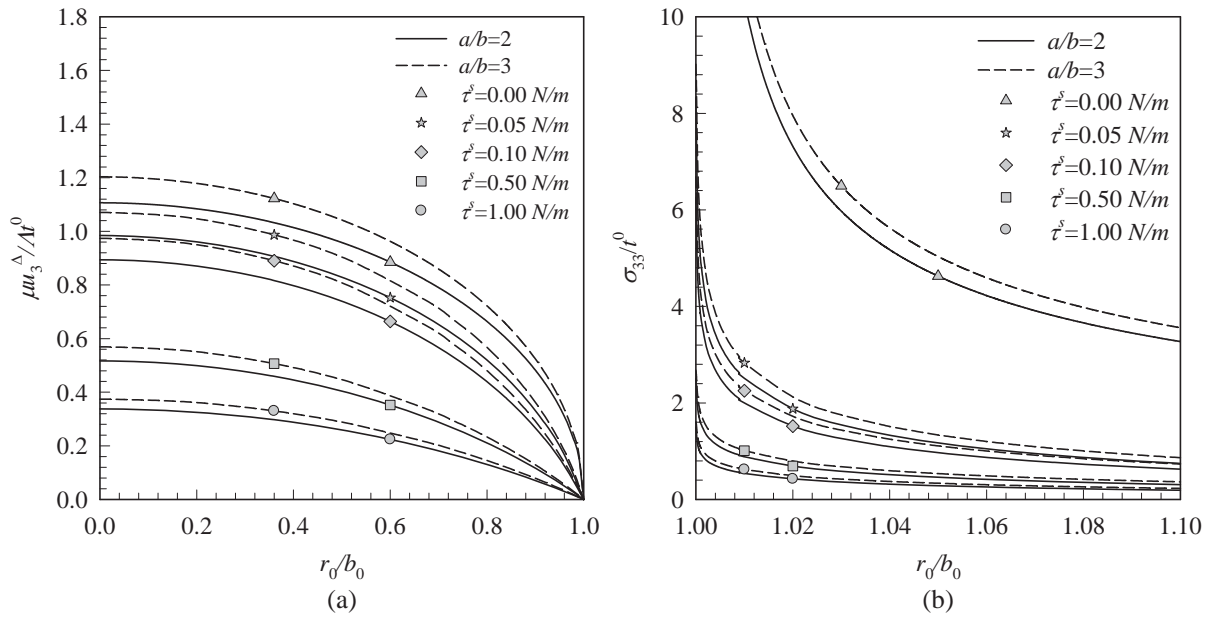 1.8
1.6
1.4
1.2
1.0
0.8
0.6
0.4
0.2
0.0
μu₃^Δ/Λt⁰
a/b=2
a/b=3
τˢ=0.00 N/m
τˢ=0.05 N/m
τˢ=0.10 N/m
τˢ=0.50 N/m
τˢ=1.00 N/m
0.0 0.2 0.4 0.6 0.8 1.0
r₀/b₀
(a)
10
8
6
4
2
0
σ₃₃/t⁰
a/b=2
a/b=3
τˢ=0.00 N/m
τˢ=0.05 N/m
τˢ=0.10 N/m
τˢ=0.50 N/m
τˢ=1.00 N/m
1.00 1.02 1.04 1.06 1.08 1.10
r₀/b₀
(b)